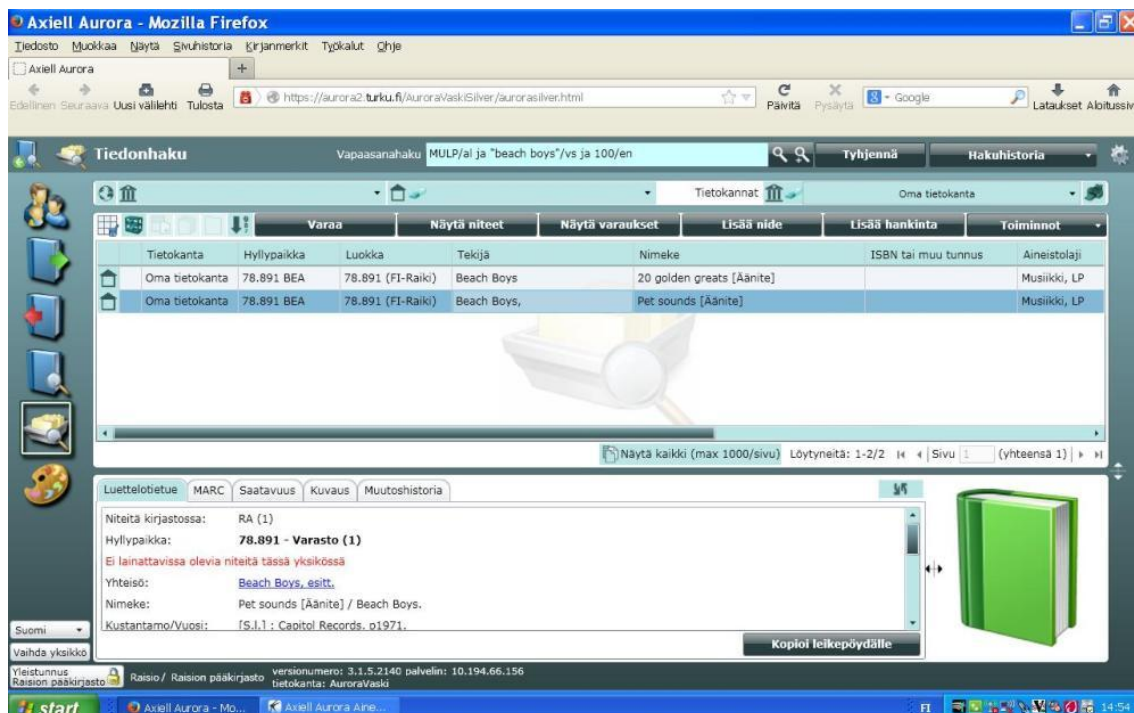 Axiell Aurora - Mozilla Firefox
Tiedosto Muokkaa Näytä Sivuhistoria Kirjanmerkit Työkalut Ohje
Axiell Aurora +
Edellinen Seuraava Uusi välilehti Tulosta https://aurora2.turku.fi/AuroraVaskiSilver/aurorasilver.html Päivitä Pysäytä Google Lataukset Aloitussiv
Tiedonhaku Vapaasanahaku MULP/al ja "beach boys"/vs ja 100/en Tyhjennä Hakuhistoria
Tietokannat Oma tietokanta
Varaa Näytä niteet Näytä varaukset Lisää nide Lisää hankinta Toiminnot
Tietokanta Hyllypaikka Luokka Tekijä Nimeke ISBN tai muu tunnus Aineistolaji
Oma tietokanta 78.891 BEA 78.891 (FI-Raiki) Beach Boys 20 golden greats [Äänite] Musiikki, LP
Oma tietokanta 78.891 BEA 78.891 (FI-Raiki) Beach Boys, Pet sounds [Äänite] Musiikki, LP
Näytä kaikki (max 1000/sivu) Löytyneitä: 1-2/2 Sivu 1 (yhteensä 1)
Luettelotietue MARC Saatavuus Kuvaus Muutoshistoria
Niteitä kirjastossa: RA (1)
Hyllypaikka: 78.891 - Varasto (1)
Ei lainattavissa olevia niteitä tässä yksikössä
Yhteisö: Beach Boys, esitt.
Nimeke: Pet sounds [Äänite] / Beach Boys.
Kustantamo/Vuosi: [S.l.] : Capitol Records, p1971.
Kopioi leikepöydälle
Suomi
Vaihda yksikkö
Yleistunnus
Raision pääkirjasto
Raisio / Raision pääkirjasto
versionumero: 3.1.5.2140 palvelin: 10.194.66.156
tietokanta: AuroraVaski
start Axiell Aurora - Mo... Axiell Aurora Aine... FI 14:54